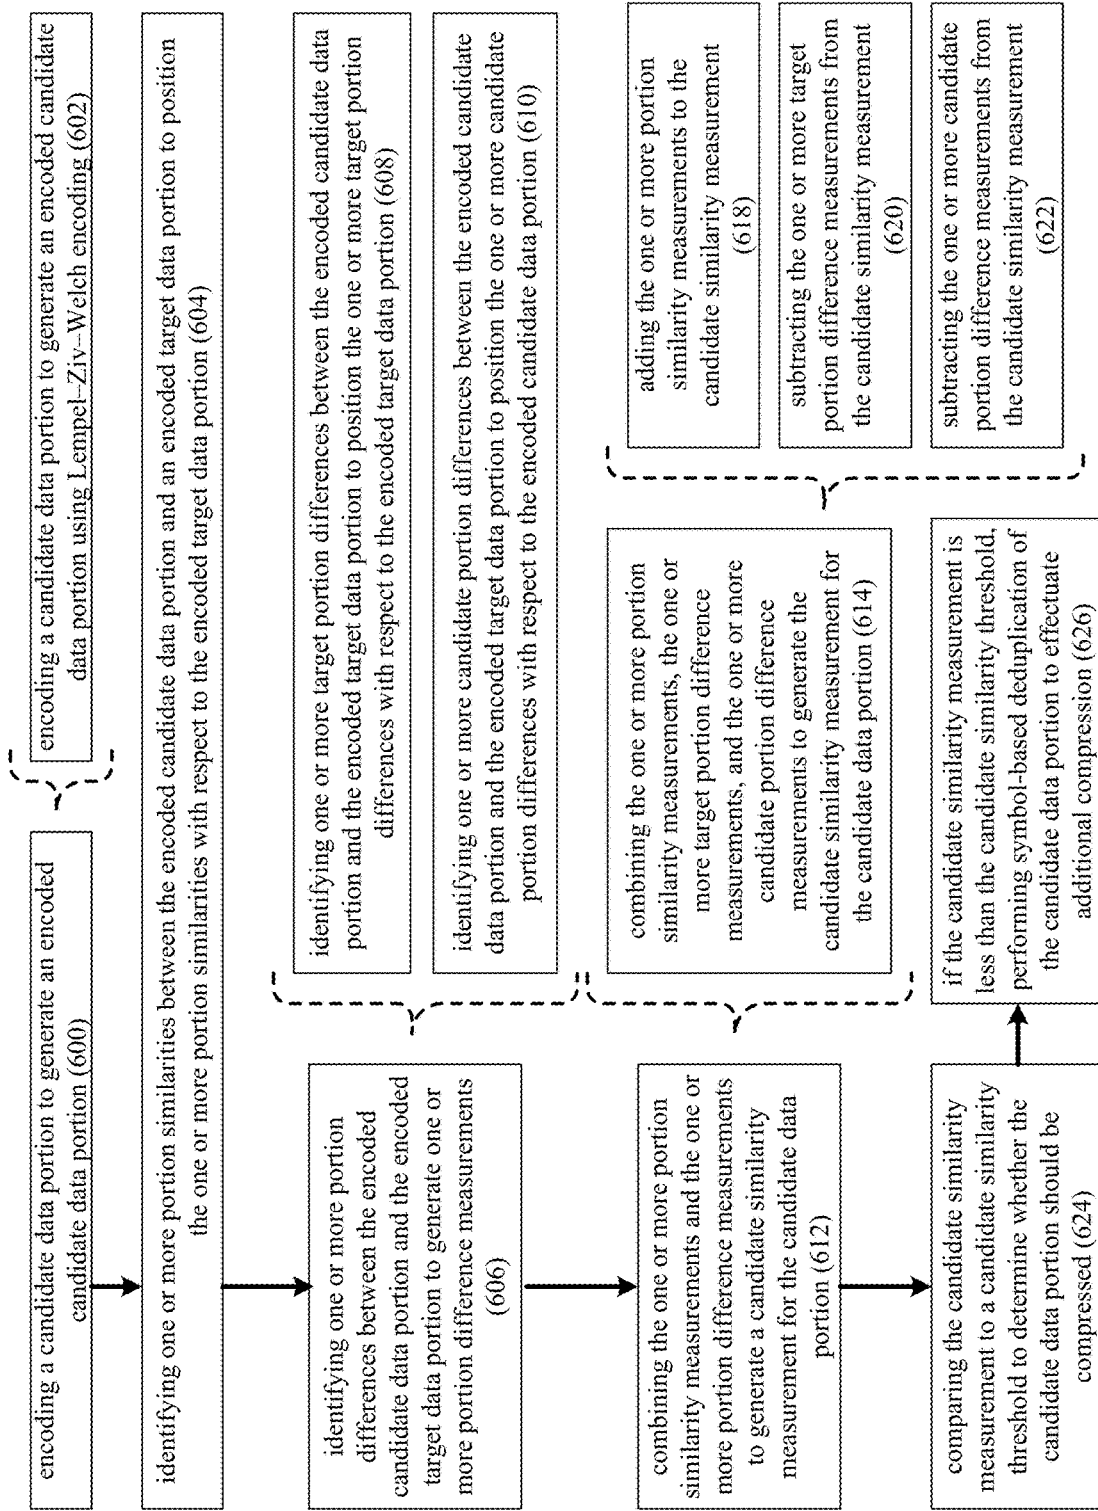 encoding a candidate data portion to generate an encoded
candidate data portion (600)
encoding a candidate data portion to generate an encoded candidate
data portion using Lempel–Ziv–Welch encoding (602)
identifying one or more portion similarities between the encoded candidate data portion and an encoded target data portion to position
the one or more portion similarities with respect to the encoded target data portion (604)
identifying one or more portion
differences between the encoded
candidate data portion and the encoded
target data portion to generate one or
more portion difference measurements
(606)
identifying one or more target portion differences between the encoded candidate data
portion and the encoded target data portion to position the one or more target portion
differences with respect to the encoded target data portion (608)
identifying one or more candidate portion differences between the encoded candidate
data portion and the encoded target data portion to position the one or more candidate
portion differences with respect to the encoded candidate data portion (610)
combining the one or more portion
similarity measurements and the one or
more portion difference measurements
to generate a candidate similarity
measurement for the candidate data
portion (612)
combining the one or more portion
similarity measurements, the one or
more target portion difference
measurements, and the one or more
candidate portion difference
measurements to generate the
candidate similarity measurement for
the candidate data portion (614)
adding the one or more portion
similarity measurements to the
candidate similarity measurement
(618)
subtracting the one or more target
portion difference measurements from
the candidate similarity measurement
(620)
subtracting the one or more candidate
portion difference measurements from
the candidate similarity measurement
(622)
comparing the candidate similarity
measurement to a candidate similarity
threshold to determine whether the
candidate data portion should be
compressed (624)
if the candidate similarity measurement is
less than the candidate similarity threshold,
performing symbol-based deduplication of
the candidate data portion to effectuate
additional compression (626)